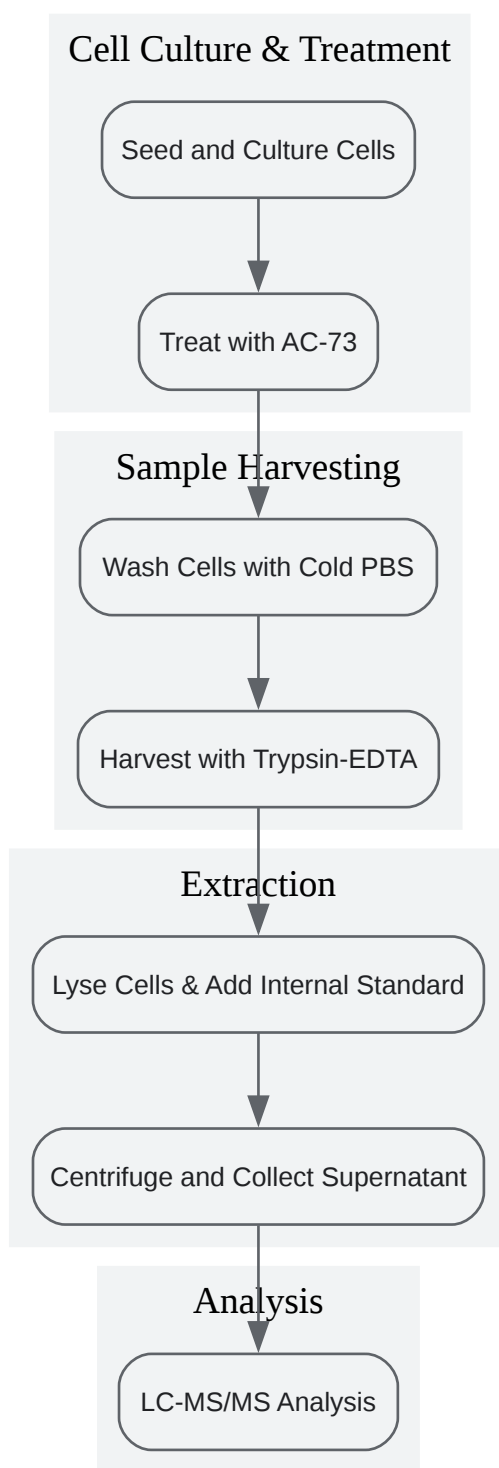 Cell Culture & Treatment
Seed and Culture Cells
Treat with AC-73
Sample Harvesting
Wash Cells with Cold PBS
Harvest with Trypsin-EDTA
Extraction
Lyse Cells & Add Internal Standard
Centrifuge and Collect Supernatant
Analysis
LC-MS/MS Analysis